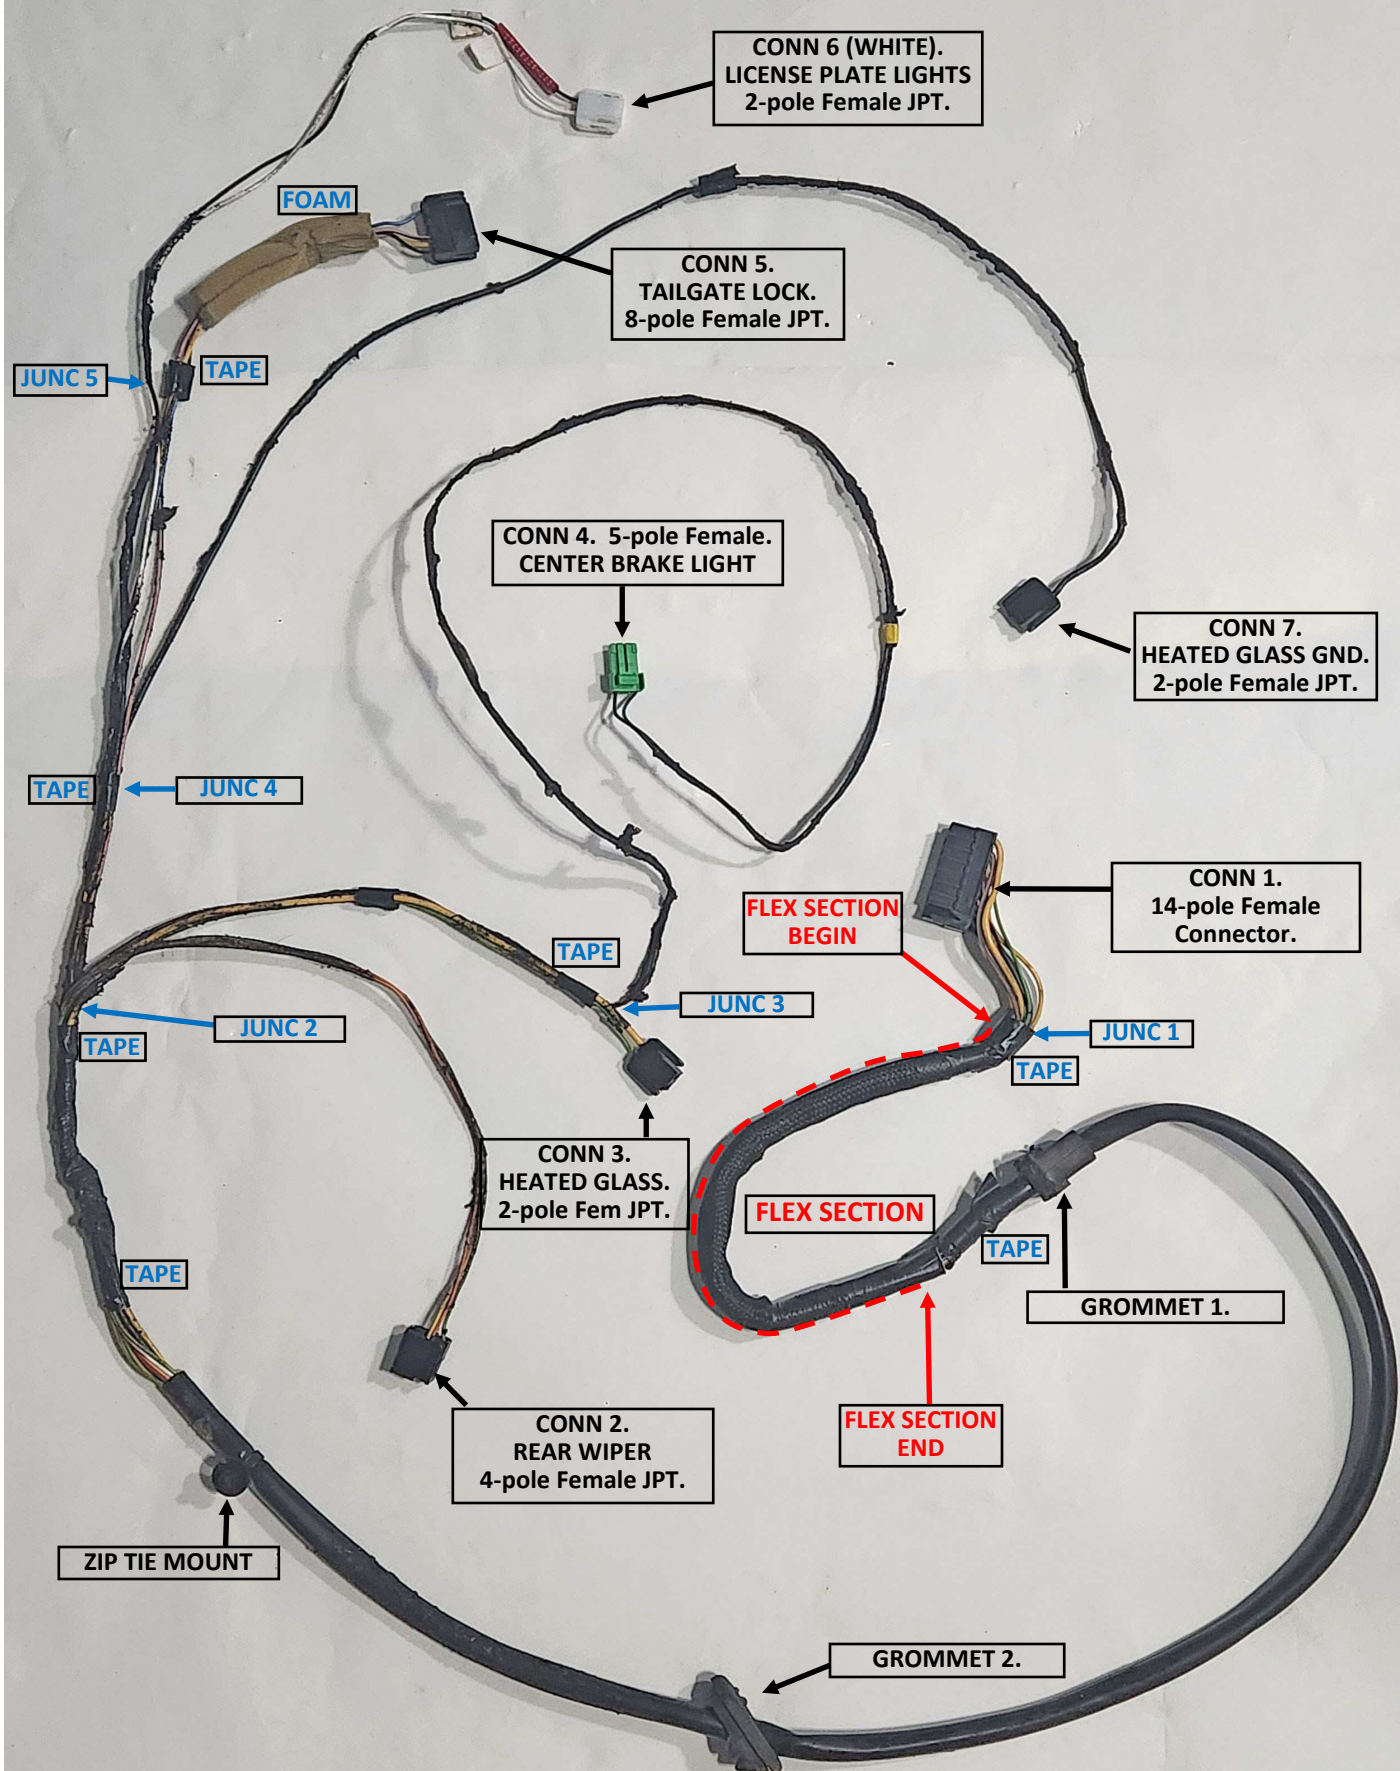 CONN 6 (WHITE).
LICENSE PLATE LIGHTS
2-pole Female JPT.
FOAM
CONN 5.
TAILGATE LOCK.
8-pole Female JPT.
JUNC 5
TAPE
CONN 4.  5-pole Female.
CENTER BRAKE LIGHT
CONN 7.
HEATED GLASS GND.
2-pole Female JPT.
TAPE
JUNC 4
CONN 1.
14-pole Female
Connector.
FLEX SECTION
BEGIN
TAPE
JUNC 3
JUNC 2
JUNC 1
TAPE
TAPE
CONN 3.
HEATED GLASS.
2-pole Fem JPT.
FLEX SECTION
TAPE
TAPE
GROMMET 1.
CONN 2.
REAR WIPER
4-pole Female JPT.
FLEX SECTION
END
ZIP TIE MOUNT
GROMMET 2.